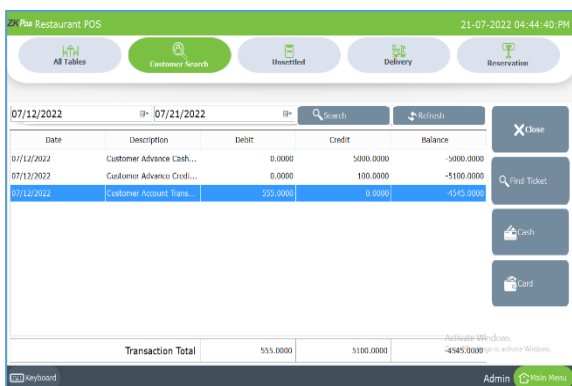 ZKPos Restaurant POS 21-07-2022 04:44:40:PM
All Tables Customer Search Unsettled Delivery Reservation
07/12/2022 07/21/2022 Search Refresh
Close
Date Description Debit Credit Balance
07/12/2022 Customer Advance Cash... 0.0000 5000.0000 -5000.0000
07/12/2022 Customer Advance Credi... 0.0000 100.0000 -5100.0000
Find Ticket
07/12/2022 Customer Account Trans... 555.0000 0.0000 -4545.0000
Cash
Card
Activate Windows
Transaction Total 555.0000 5100.0000 -4545.0000 to activate Windows.
Keyboard Admin Main Menu